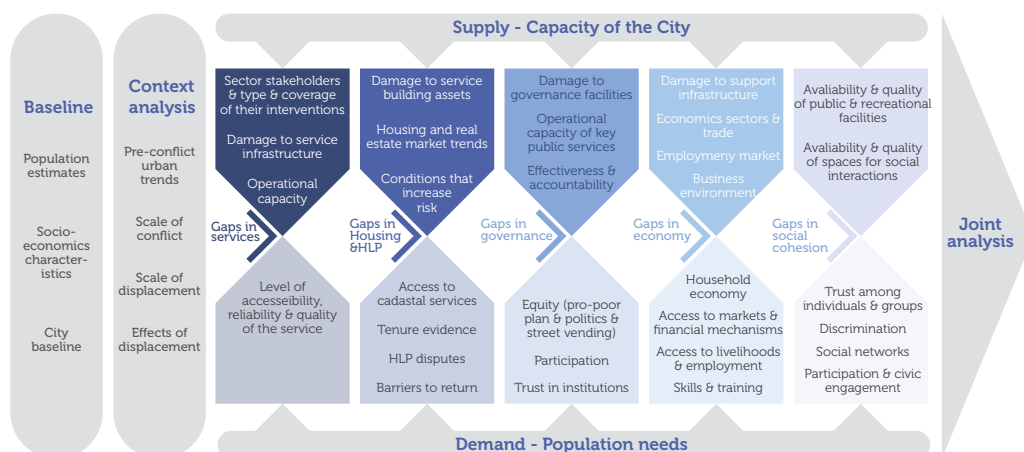 Supply - Capacity of the City
Baseline
Population
estimates
Socio-
economics
character-
istics
City
baseline
Context
analysis
Pre-conflict
urban
trends
Scale of
conflict
Scale of
displacement
Effects of
displacement
Sector stakeholders
& type & coverage
of their interventions
Damage to service
infrastructure
Operational
capacity
Damage to service
building assets
Housing and real
estate market trends
Conditions that
increase
risk
Damage to
governance facilities
Operational
capacity of key
public services
Effectiveness &
accountability
Damage to support
infrastructure
Economics sectors &
trade
Employmeny market
Business
environment
Avaliability & quality
of public & recreational
facilities
Avaliability & quality
of spaces for social
interactions
Gaps in
services
Gaps in
Housing
&HLP
Gaps in
governance
Gaps in
economy
Gaps in
social
cohesion
Joint
analysis
Level of
accesseibility,
reliability & quality
of the service
Access to
cadastal services
Tenure evidence
HLP disputes
Barriers to return
Equity (pro-poor
plan & politics &
street vending)
Participation
Trust in institutions
Household
economy
Access to markets &
financial mechanisms
Access to livelihoods
& employment
Skills & training
Trust among
individuals & groups
Discrimination
Social networks
Participation & civic
engagement
Demand - Population needs